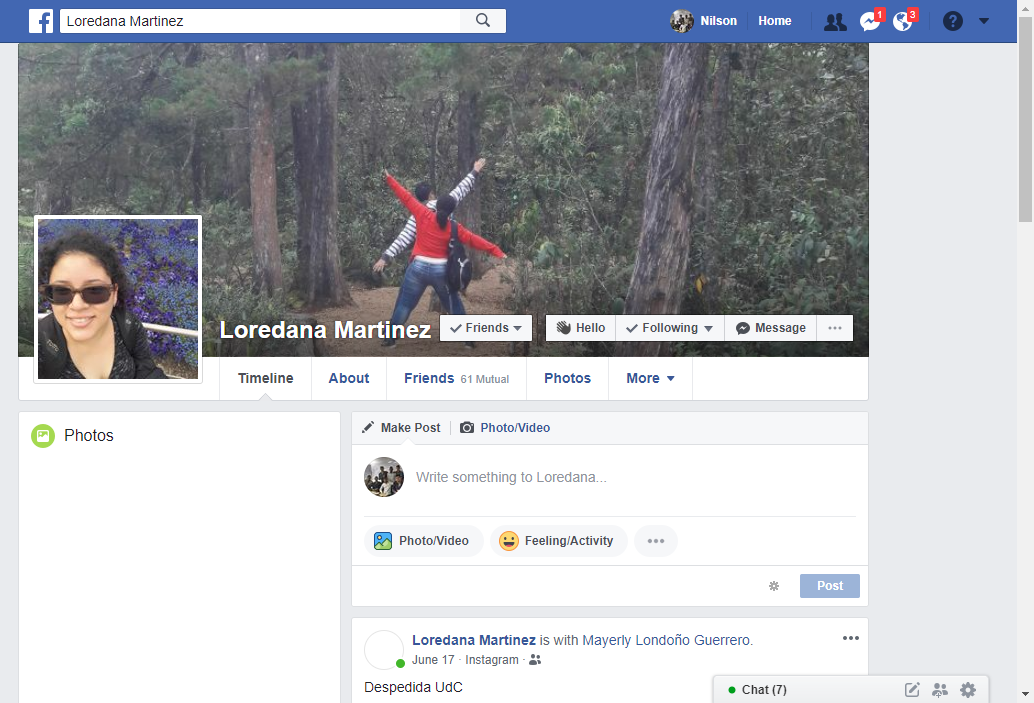 Loredana Martinez
Nilson Home 1 3
Loredana Martinez Friends Hello Following Message
Timeline About Friends 61 Mutual Photos More
Photos
Make Post Photo/Video
Write something to Loredana...
Photo/Video Feeling/Activity
Post
Loredana Martinez is with Mayerly Londoño Guerrero.
June 17 · Instagram ·
Despedida UdC
Chat (7)